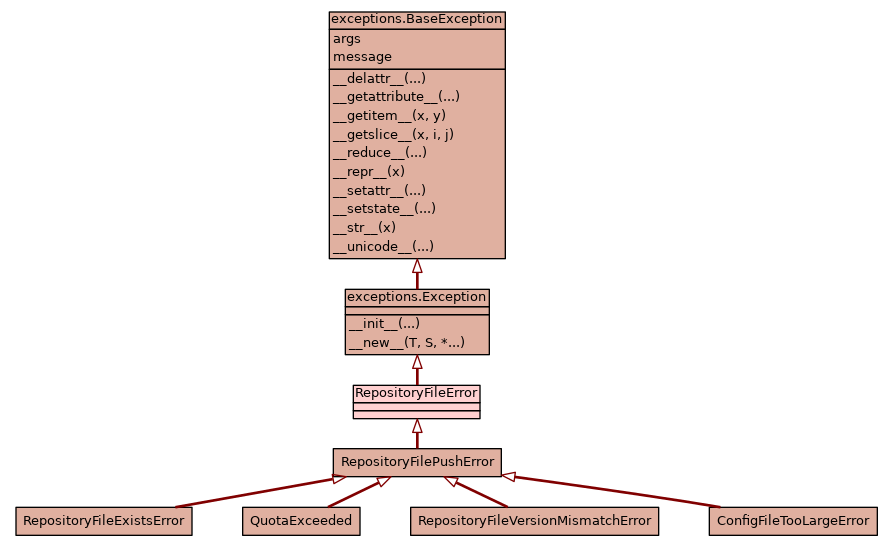 exceptions.BaseException
args
message
__delattr__(...)
__getattribute__(...)
__getitem__(x, y)
__getslice__(x, i, j)
__reduce__(...)
__repr__(x)
__setattr__(...)
__setstate__(...)
__str__(x)
__unicode__(...)
exceptions.Exception
__init__(...)
__new__(T, S, *...)
RepositoryFileError
RepositoryFilePushError
RepositoryFileExistsError
QuotaExceeded
RepositoryFileVersionMismatchError
ConfigFileTooLargeError